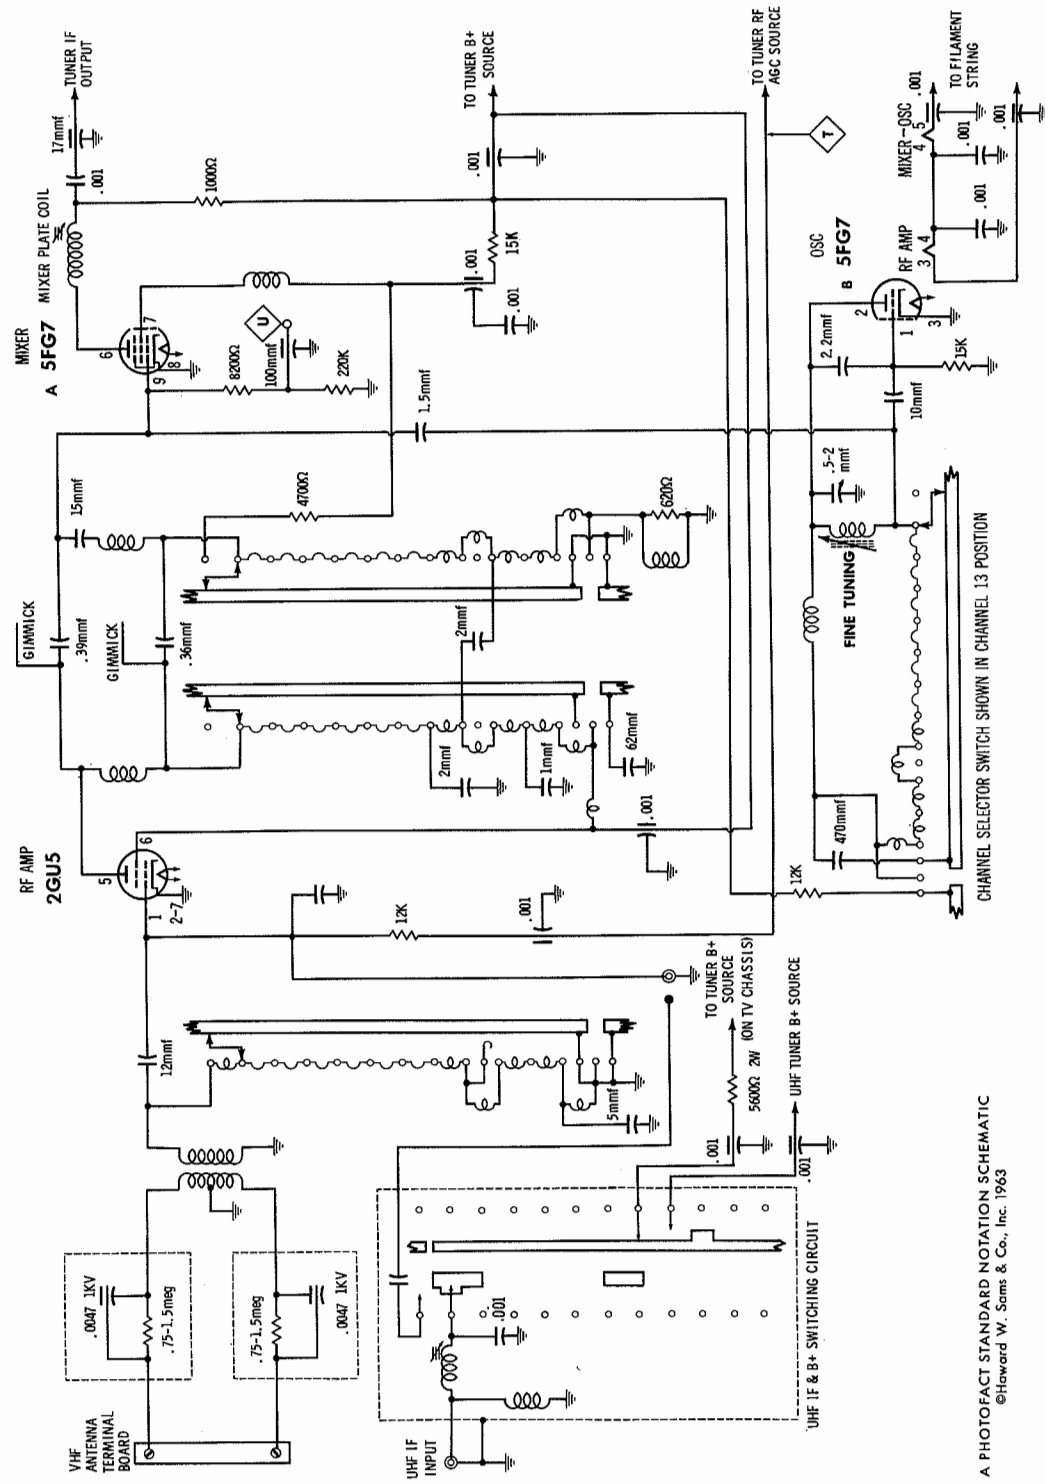 VHF
ANTENNA
TERMINAL
BOARD
.0047 1KV
.75-1.5meg
.75-1.5meg
.0047 1KV
12mmf
RF AMP
2GU5
5
6
1
2-7
GIMMICK
.39mmf
GIMMICK
.36mmf
15mmf
MIXER
A 5FG7
6
7
9
8
MIXER PLATE COIL
17mmf
.001
TUNER IF
OUTPUT
1000Ω
8200Ω
100mmf
U
220K
4700Ω
1.5mmf
12K
.001
2mmf
2mmf
1mmf
62mmf
.001
620Ω
.001
.001
15K
.001
TO TUNER B+
SOURCE
5mmf
UHF IF
INPUT
.001
UHF IF & B+ SWITCHING CIRCUIT
.001
TO TUNER B+
SOURCE
(ON TV CHASSIS)
5600Ω 2W
.001
UHF TUNER B+ SOURCE
TO TUNER RF
AGC SOURCE
T
12K
470mmf
FINE TUNING
.5-2
mmf
2.2mmf
10mmf
15K
OSC
B 5FG7
2
1
3
RF AMP
3 4
MIXER-OSC
4 5
.001
.001
.001
.001
TO FILAMENT
STRING
CHANNEL SELECTOR SWITCH SHOWN IN CHANNEL 13 POSITION
A PHOTOFACT STANDARD NOTATION SCHEMATIC
©Howard W. Sams & Co., Inc. 1963